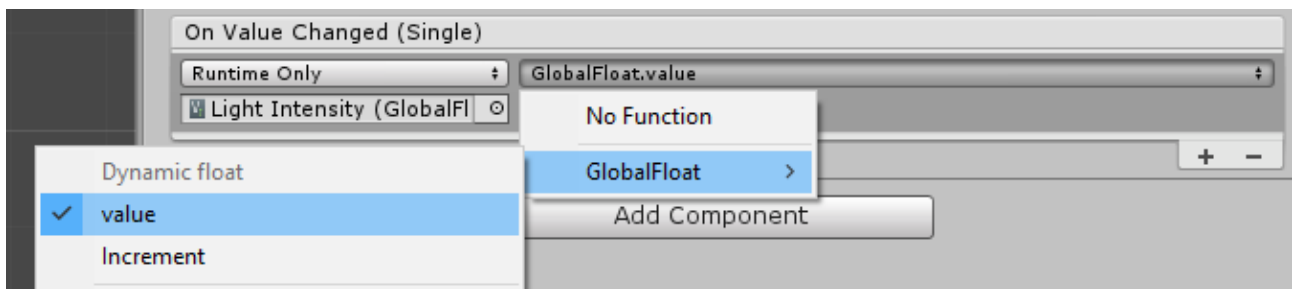 On Value Changed (Single)
Runtime Only
GlobalFloat.value
Light Intensity (GlobalFl
No Function
GlobalFloat
Dynamic float
value
Increment
Add Component